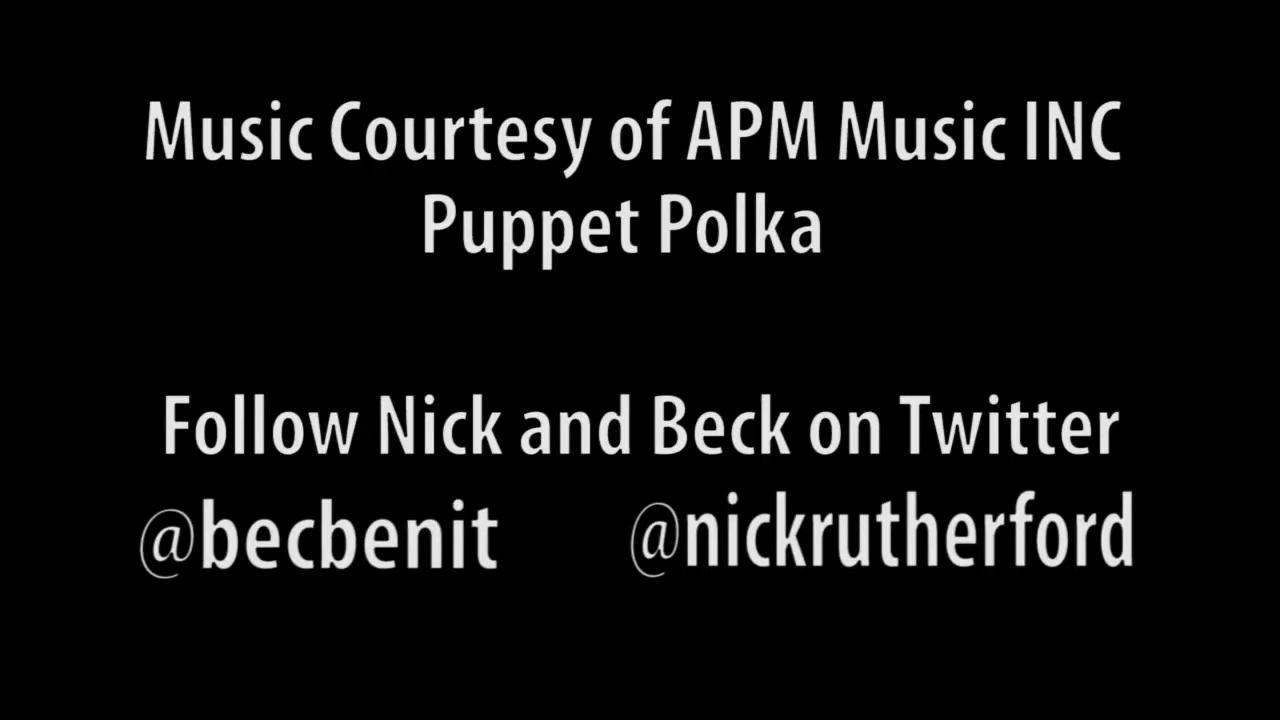 Music Courtesy of APM Music INC
Puppet Polka
Follow Nick and Beck on Twitter
@becbenit @nickrutherford